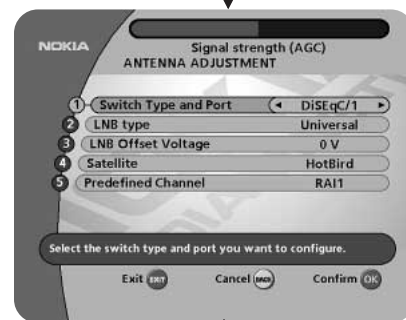 NOKIA
Signal strength (AGC)
ANTENNA ADJUSTMENT
1 Switch Type and Port DiSEqC/1
2 LNB type Universal
3 LNB Offset Voltage 0 V
4 Satellite HotBird
5 Predefined Channel RAI1
Select the switch type and port you want to configure.
Exit EXIT Cancel BACK Confirm OK